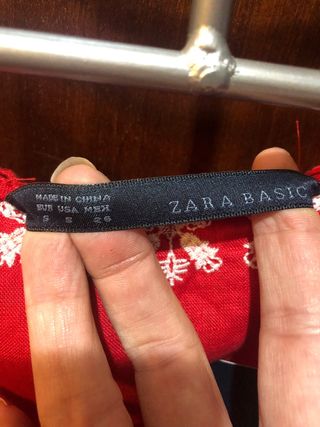 MADE IN CHINA
EUR USA MEX
S S 26
ZARA BASIC